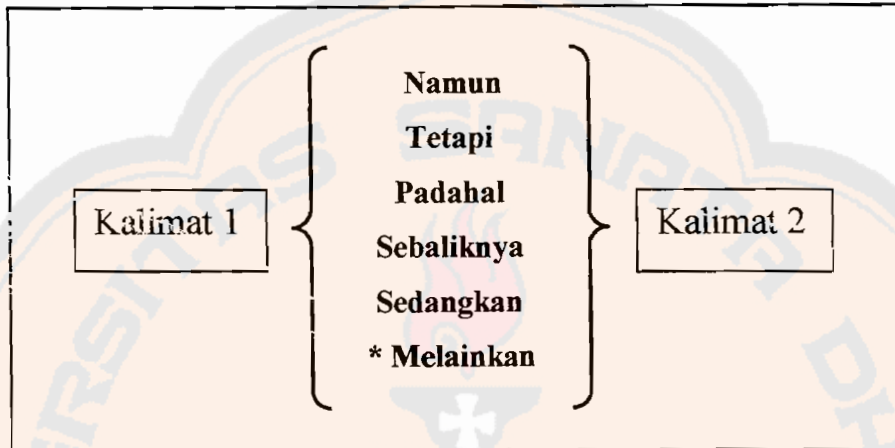 Namun
Tetapi
Padahal
Kalimat 1
Kalimat 2
Sebaliknya
Sedangkan
* Melainkan